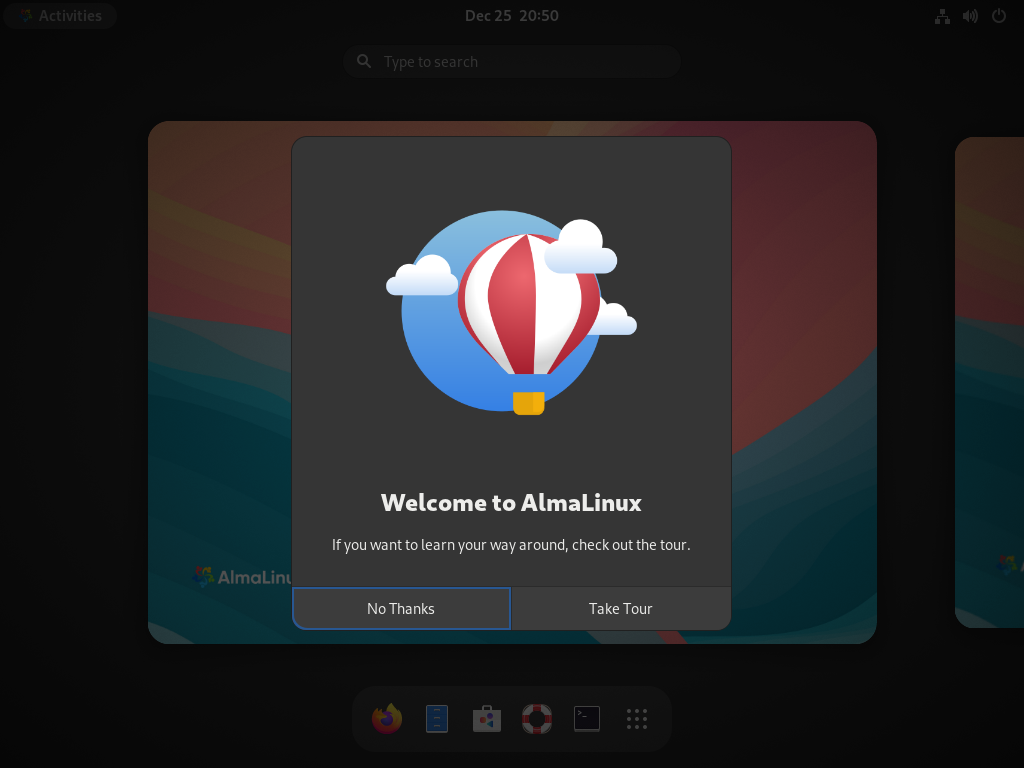 Activities
Dec 25 20:50
Type to search
Welcome to AlmaLinux
If you want to learn your way around, check out the tour.
AlmaLinu
No Thanks
Take Tour
>_